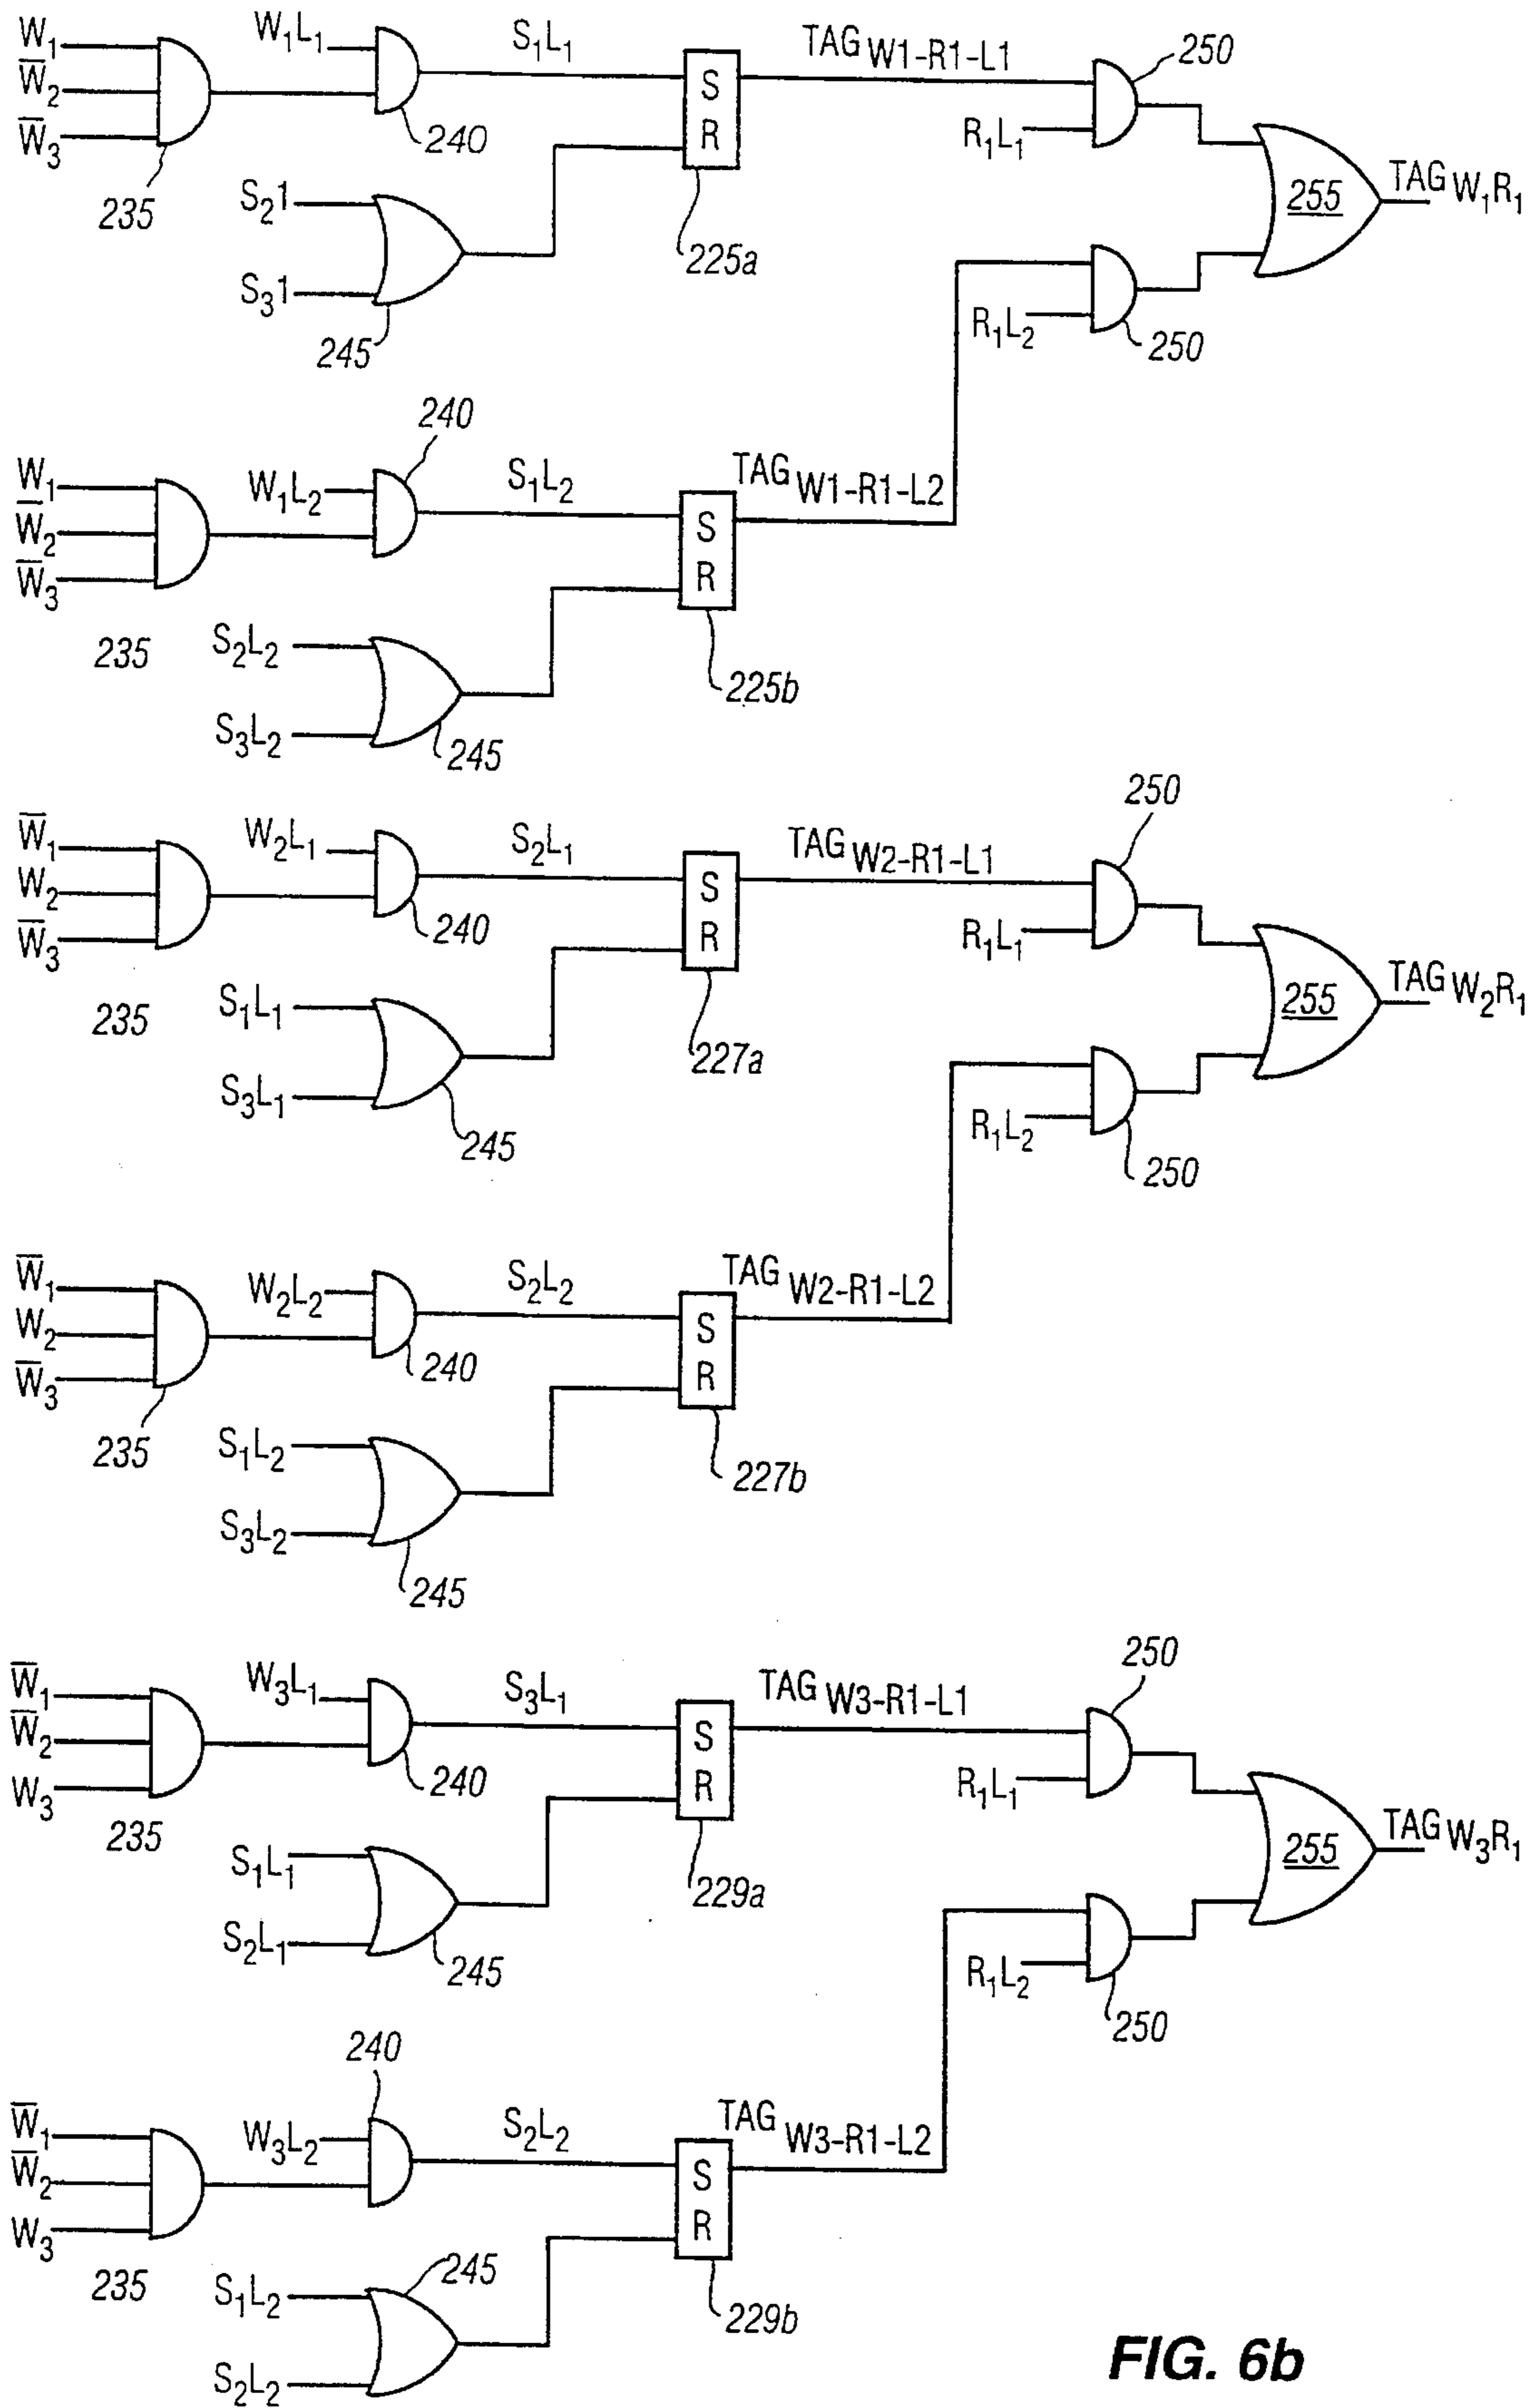 W₁ W₁L₁ S₁L₁ TAG W1-R1-L1 250
W̅₂ S
W̅₃ 240 R R₁L₁
235 S₂1 255 TAG W₁R₁
S₃1 225a
245 R₁L₂ 250
240
W₁ W₁L₂ S₁L₂ TAG W1-R1-L2
W̅₂ S
W̅₃ R
235 S₂L₂ 225b
S₃L₂ 245
250
W̅₁ W₂L₁ S₂L₁ TAG W2-R1-L1
W₂ S
W̅₃ 240 R R₁L₁
235 S₁L₁ 255 TAG W₂R₁
227a
S₃L₁ 245 R₁L₂
250
W̅₁ W₂L₂ S₂L₂ TAG W2-R1-L2
W₂ S
W̅₃ 240 R
235 S₁L₂ 227b
S₃L₂
245
250
W̅₁ W₃L₁ S₃L₁ TAG W3-R1-L1
W̅₂ S
W₃ 240 R R₁L₁
235 S₁L₁ 255 TAG W₃R₁
229a
S₂L₁ 245 R₁L₂
250
240
W̅₁ W₃L₂ S₂L₂ TAG W3-R1-L2
W̅₂ S
W₃ R
235 S₁L₂ 245
229b
S₂L₂
FIG. 6b